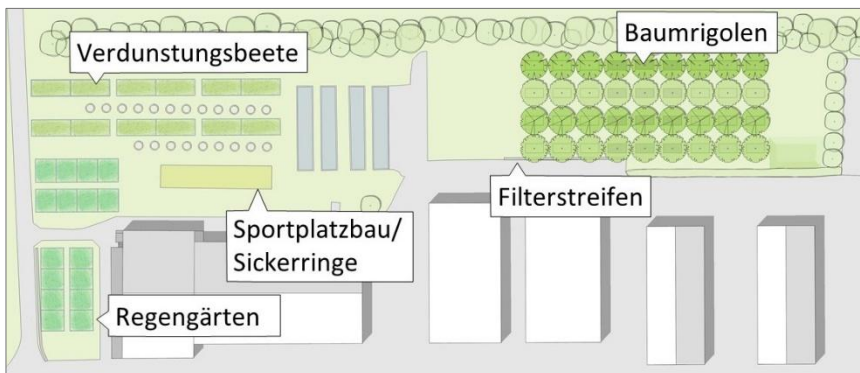 Verdunstungsbeete
Baumrigolen
Filterstreifen
Sportplatzbau/
Sickerringe
Regengärten